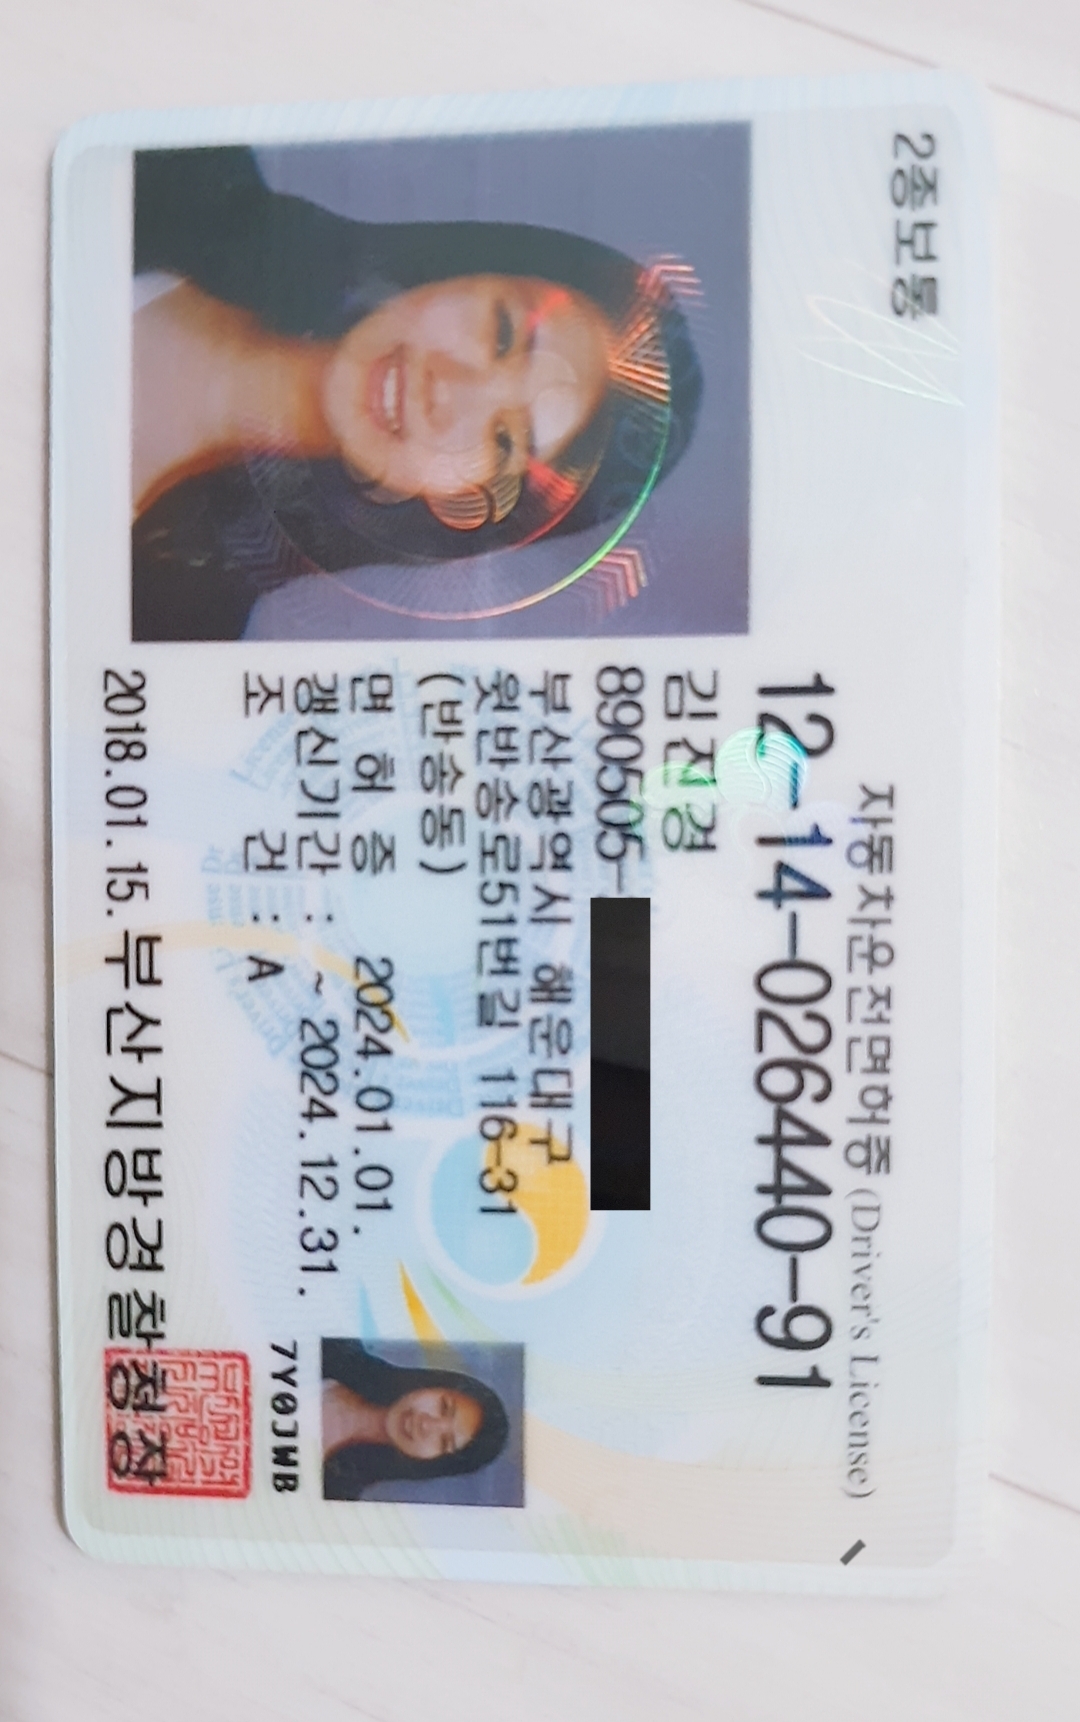 2종보통
자동차운전면허증 (Driver's License)
12-14-026440-91
김진경
890505-
부산광역시 해운대구
윗반송로51번길 116-31
(반송동)
면 허 증 2024.01.01.
갱신기간 : ~ 2024.12.31.
조 건 : A
7Y0JWB
2018.01.15. 부산지방경찰청장